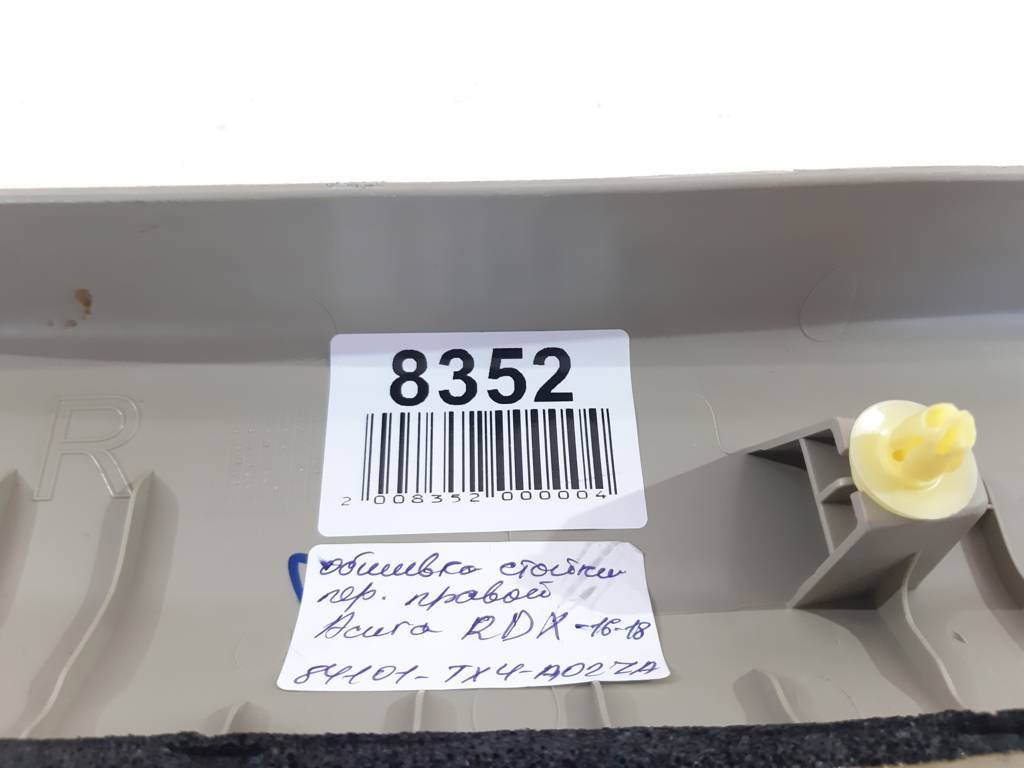 R
8352
2 008352 000004
обшивка стойки
пер. правой
Acura RDX-16-18
84101-TX4-A02ZA